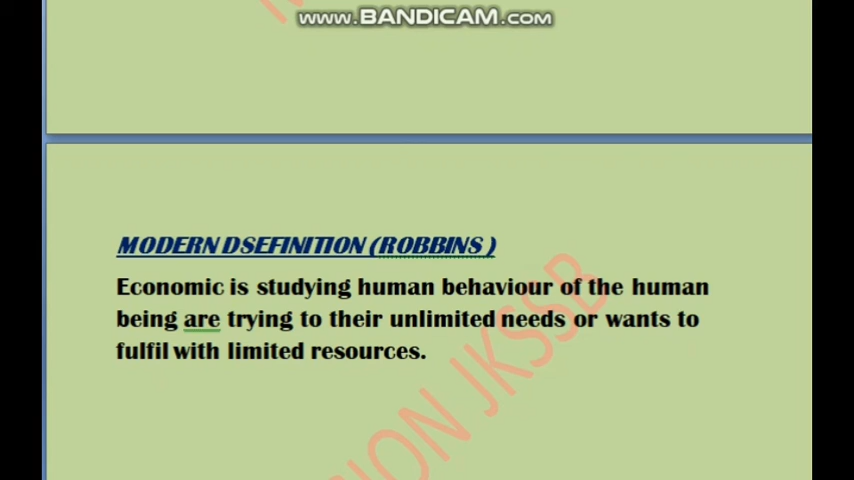 www.BANDICAM.com
MODERN DSEFINITION (ROBBINS )
Economic is studying human behaviour of the human
being are trying to their unlimited needs or wants to
fulfil with limited resources.
ION JKSSB